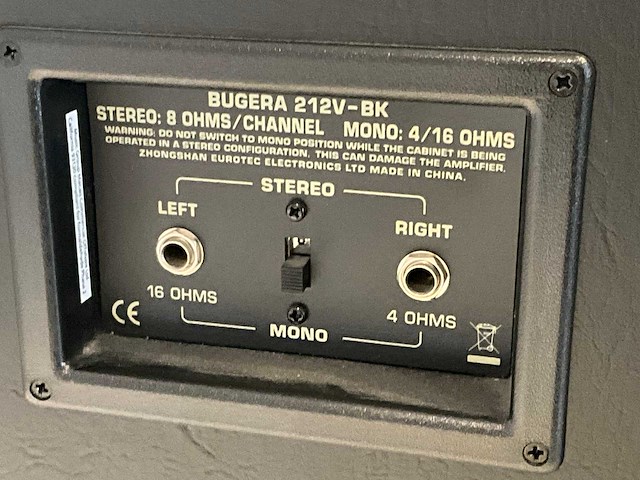 BUGERA 212V-BK
STEREO: 8 OHMS/CHANNEL MONO: 4/16 OHMS
WARNING: DO NOT SWITCH TO MONO POSITION WHILE THE CABINET IS BEING
OPERATED IN A STEREO CONFIGURATION. THIS CAN DAMAGE THE AMPLIFIER.
ZHONGSHAN EUROTEC ELECTRONICS LTD MADE IN CHINA.
STEREO
LEFT
RIGHT
16 OHMS
4 OHMS
CE
MONO